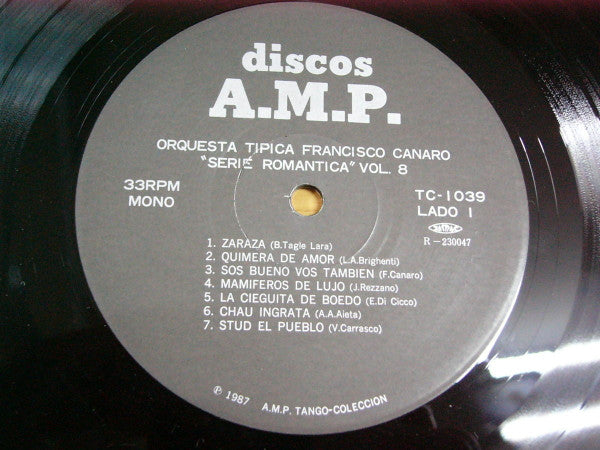 discos
A.M.P.
ORQUESTA TIPICA FRANCISCO CANARO
"SERIE ROMANTICA" VOL. 8
33RPM
MONO
TC-1039
LADO 1
R-230047
1. ZARAZA (B.Tagle Lara)
2. QUIMERA DE AMOR (L.A.Brighenti)
3. SOS BUENO VOS TAMBIEN (F.Canaro)
4. MAMIFEROS DE LUJO (J.Rezzano)
5. LA CIEGUITA DE BOEDO (E.Di Cicco)
6. CHAU INGRATA (A.A.Aieta)
7. STUD EL PUEBLO (V.Carrasco)
℗ 1987 A.M.P. TANGO-COLECCION